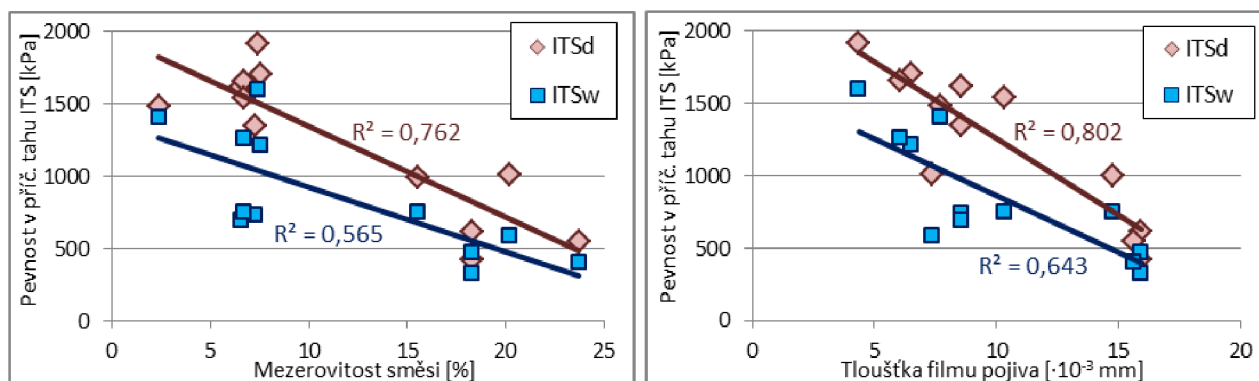 Pevnost v příč. tahu ITS [kPa]
2000
1500
1000
500
0
0
5
10
15
20
25
Mezerovitost směsi [%]
ITSd
ITSw
R² = 0,762
R² = 0,565
Pevnost v příč. tahu ITS [kPa]
2000
1500
1000
500
0
0
5
10
15
20
Tloušťka filmu pojiva [·10⁻³ mm]
ITSd
ITSw
R² = 0,802
R² = 0,643